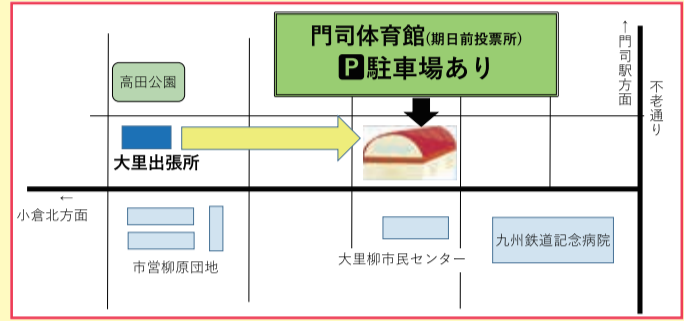 門司体育館(期日前投票所)
P駐車場あり
↑門司駅方面
不老通り
高田公園
大里出張所
←
小倉北方面
市営柳原団地
大里柳市民センター
九州鉄道記念病院